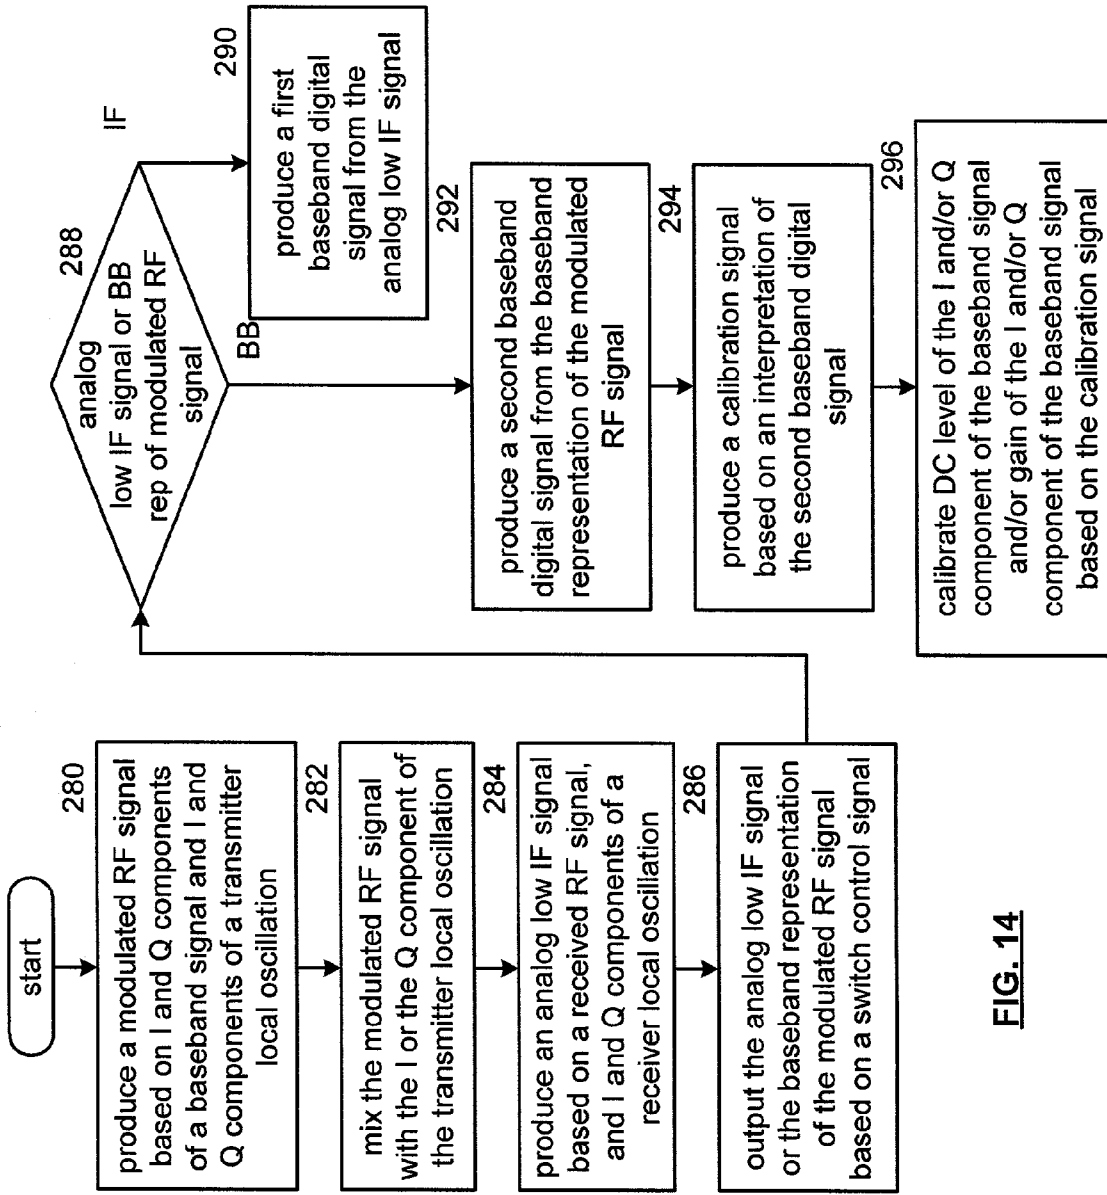 start
280
produce a modulated RF signal
based on I and Q components
of a baseband signal and I and
Q components of a transmitter
local oscillation
282
mix the modulated RF signal
with the I or the Q component of
the transmitter local oscillation
284
produce an analog low IF signal
based on a received RF signal,
and I and Q components of a
receiver local oscillation
286
output the analog low IF signal
or the baseband representation
of the modulated RF signal
based on a switch control signal
288
analog
low IF signal or BB
rep of modulated RF
signal
IF
BB
290
produce a first
baseband digital
signal from the
analog low IF signal
292
produce a second baseband
digital signal from the baseband
representation of the modulated
RF signal
294
produce a calibration signal
based on an interpretation of
the second baseband digital
signal
296
calibrate DC level of the I and/or Q
component of the baseband signal
and/or gain of the I and/or Q
component of the baseband signal
based on the calibration signal
FIG. 14